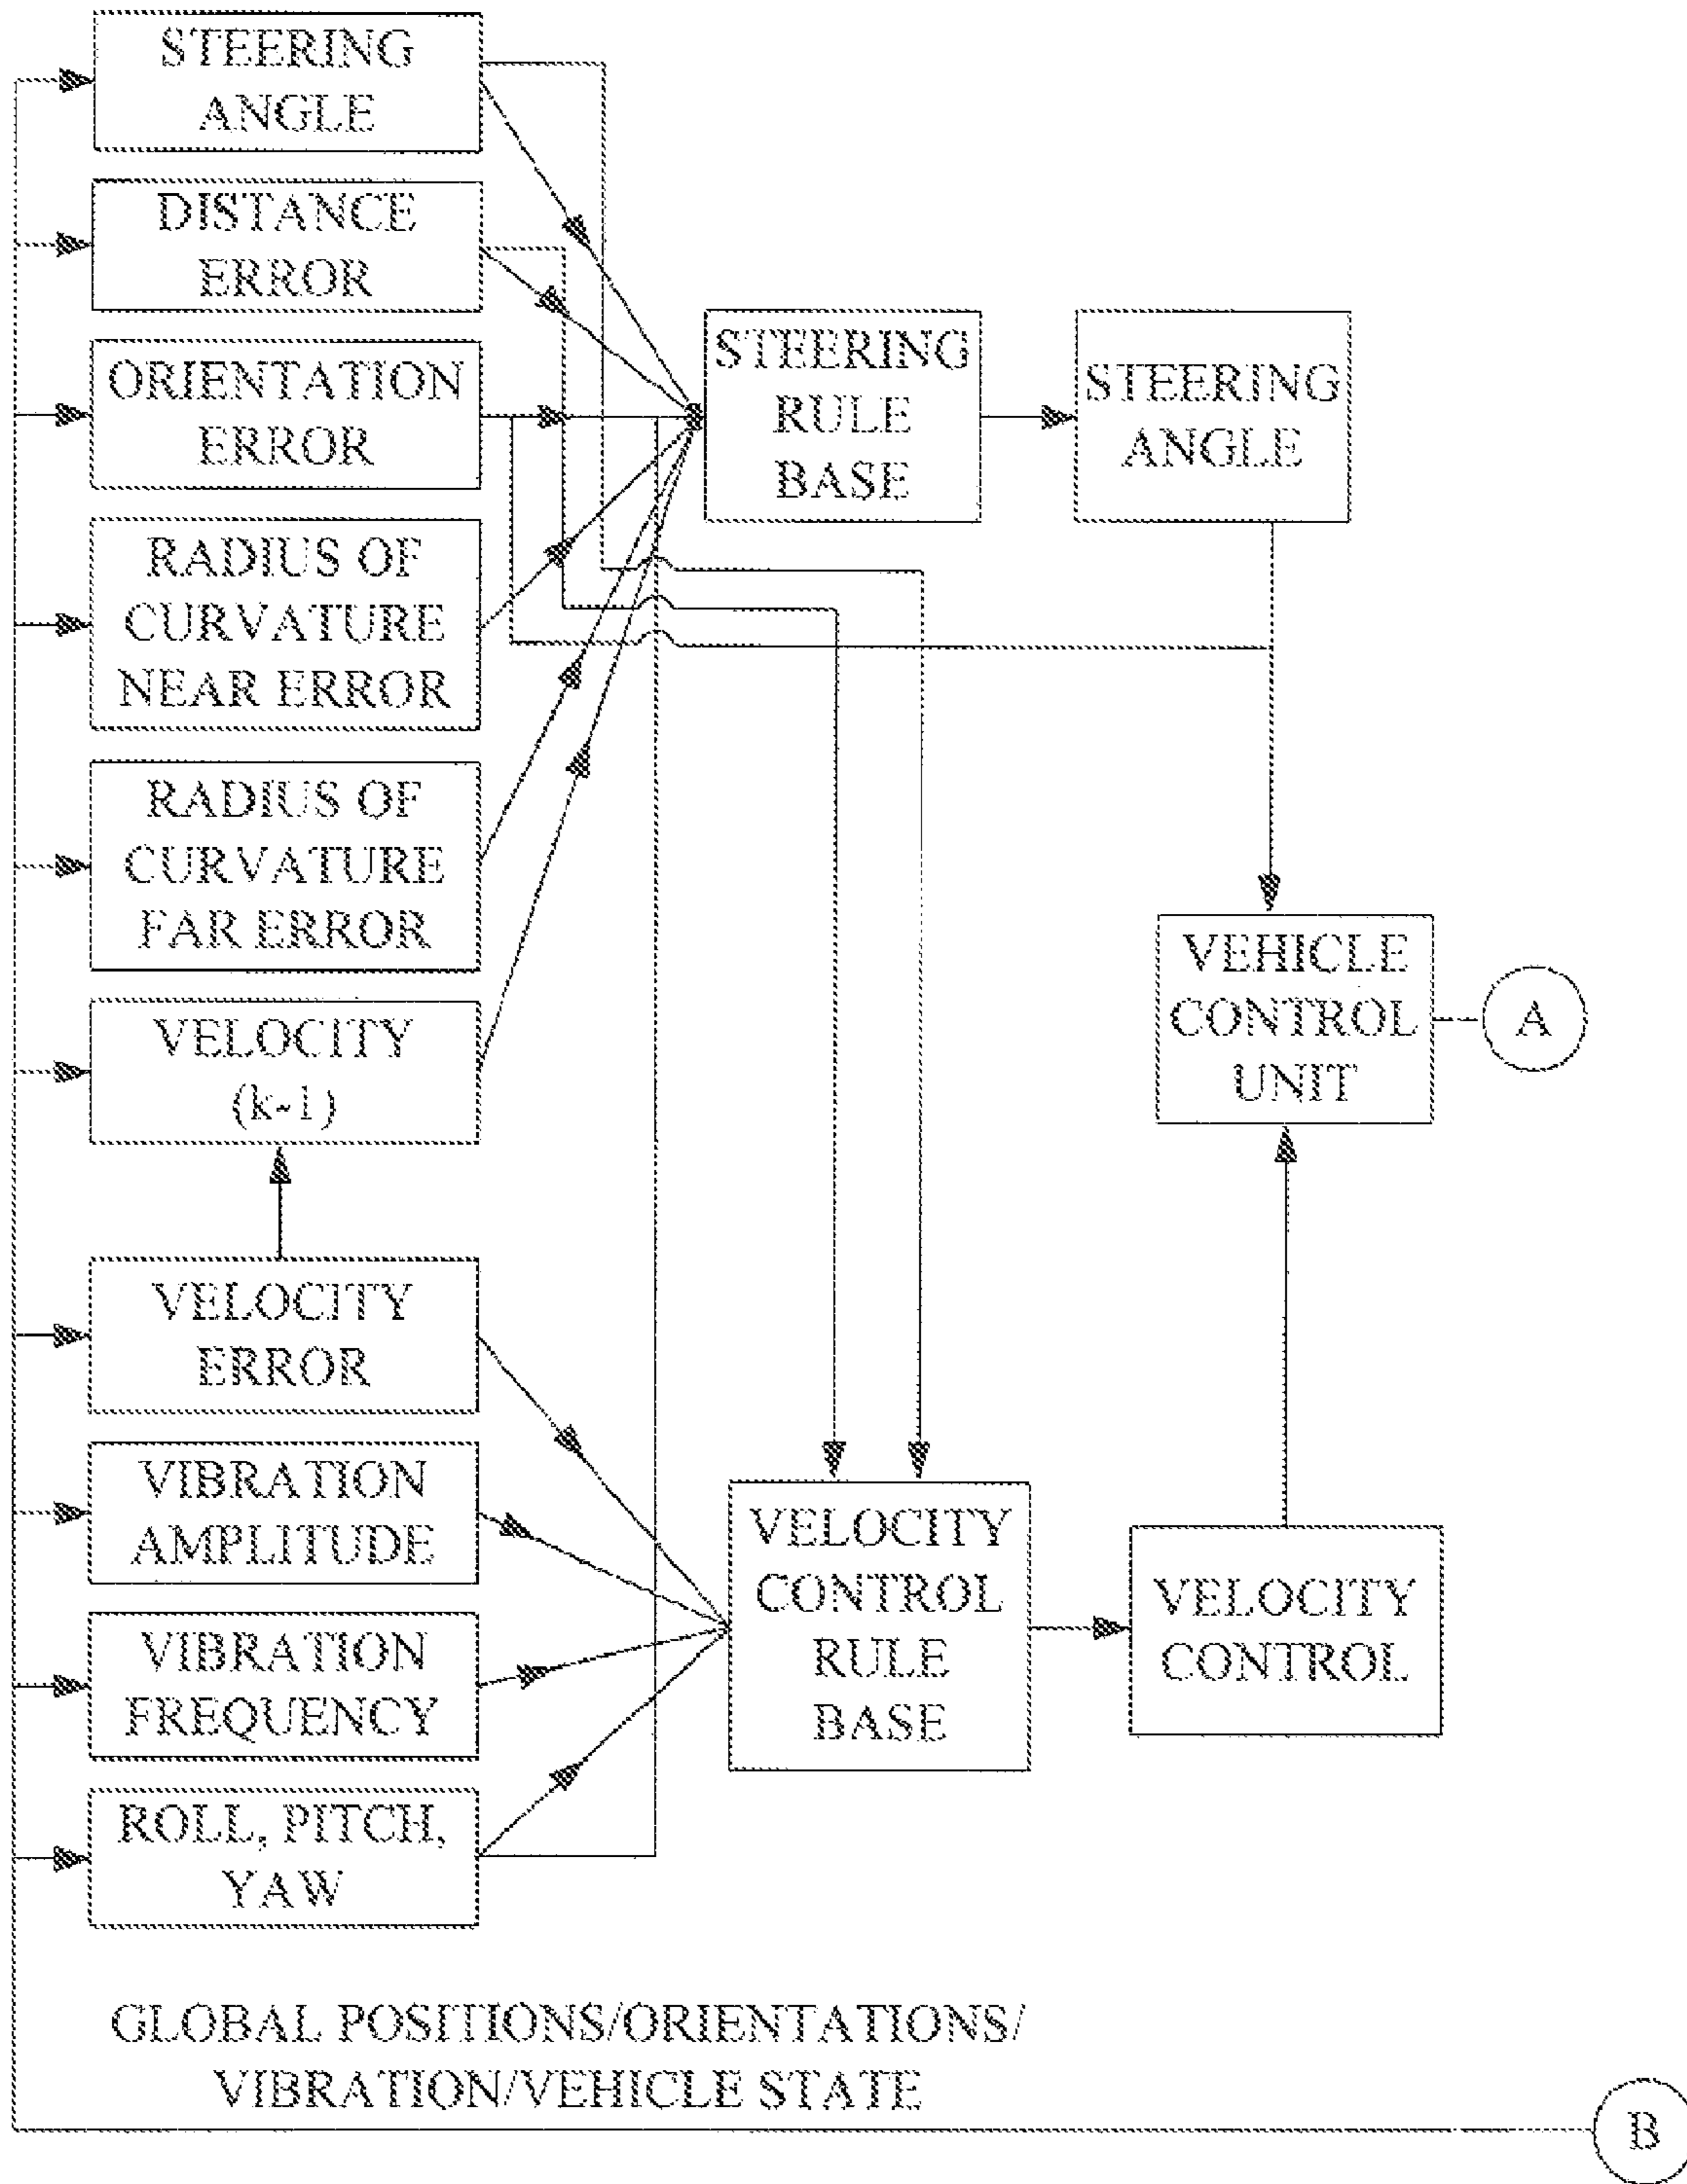 STEERING
ANGLE
DISTANCE
ERROR
ORIENTATION
ERROR
RADIUS OF
CURVATURE
NEAR ERROR
RADIUS OF
CURVATURE
FAR ERROR
VELOCITY
(k-1)
VELOCITY
ERROR
VIBRATION
AMPLITUDE
VIBRATION
FREQUENCY
ROLL, PITCH,
YAW
STEERING
RULE
BASE
STEERING
ANGLE
VEHICLE
CONTROL
UNIT
A
VELOCITY
CONTROL
RULE
BASE
VELOCITY
CONTROL
GLOBAL POSITIONS/ORIENTATIONS/
VIBRATION/VEHICLE STATE
B